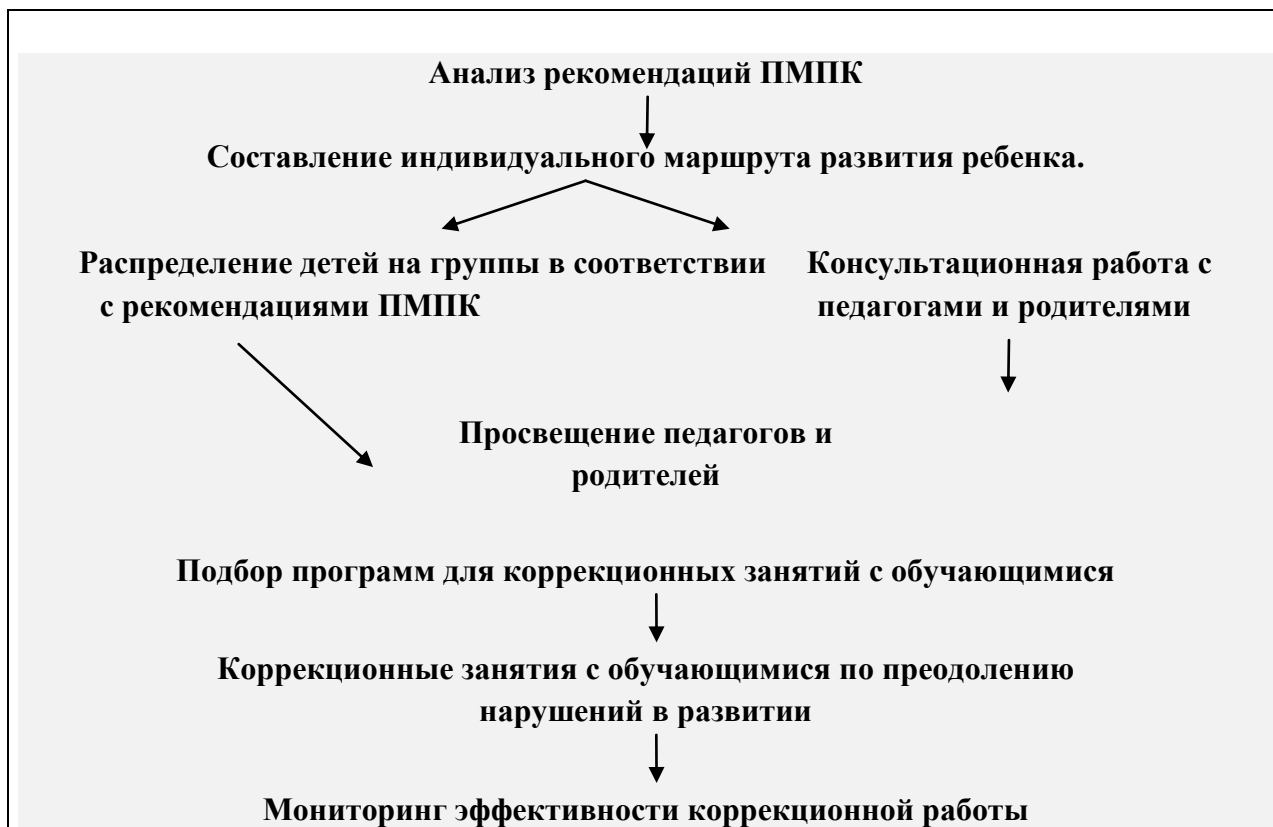 Анализ рекомендаций ПМПК
Составление индивидуального маршрута развития ребенка.
Распределение детей на группы в соответствии
с рекомендациями ПМПК
Консультационная работа с
педагогами и родителями
Просвещение педагогов и
родителей
Подбор программ для коррекционных занятий с обучающимися
Коррекционные занятия с обучающимися по преодолению
нарушений в развитии
Мониторинг эффективности коррекционной работы